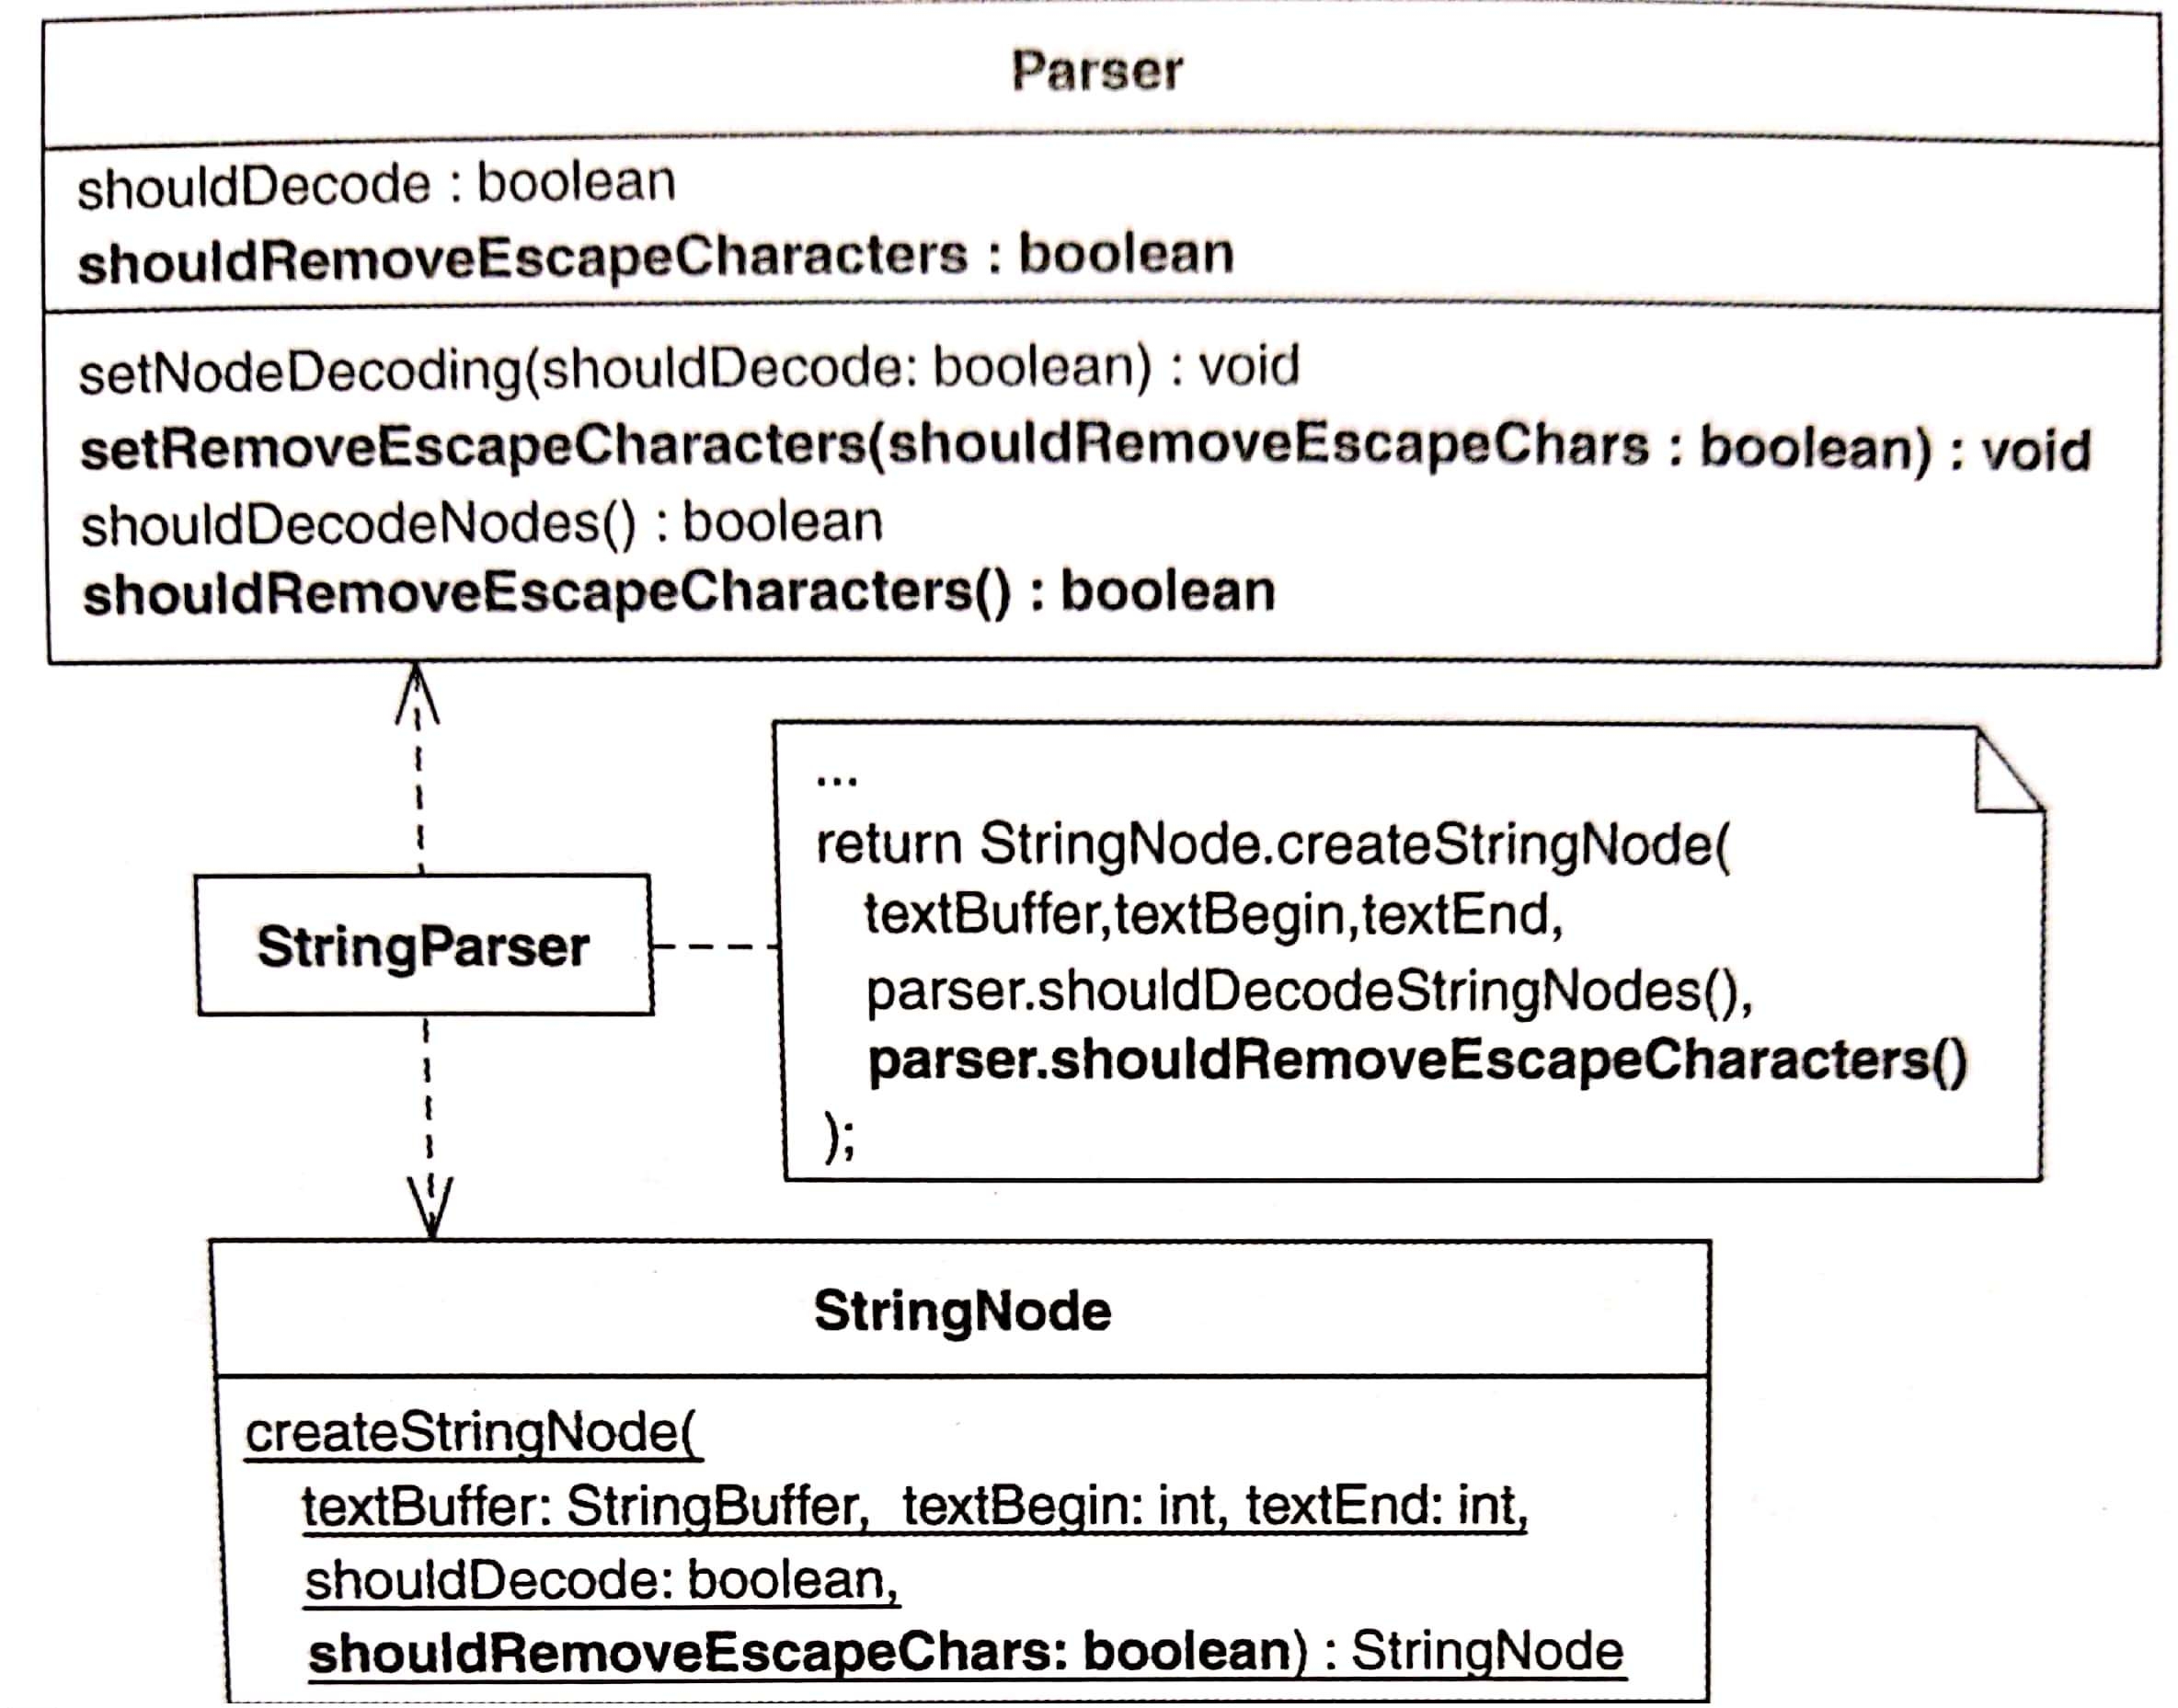 Parser
shouldDecode : boolean
shouldRemoveEscapeCharacters : boolean
setNodeDecoding(shouldDecode: boolean) : void
setRemoveEscapeCharacters(shouldRemoveEscapeChars : boolean) : void
shouldDecodeNodes() : boolean
shouldRemoveEscapeCharacters() : boolean
StringParser
...
return StringNode.createStringNode(
textBuffer,textBegin,textEnd,
parser.shouldDecodeStringNodes(),
parser.shouldRemoveEscapeCharacters()
);
StringNode
createStringNode(
textBuffer: StringBuffer, textBegin: int, textEnd: int,
shouldDecode: boolean,
shouldRemoveEscapeChars: boolean) : StringNode